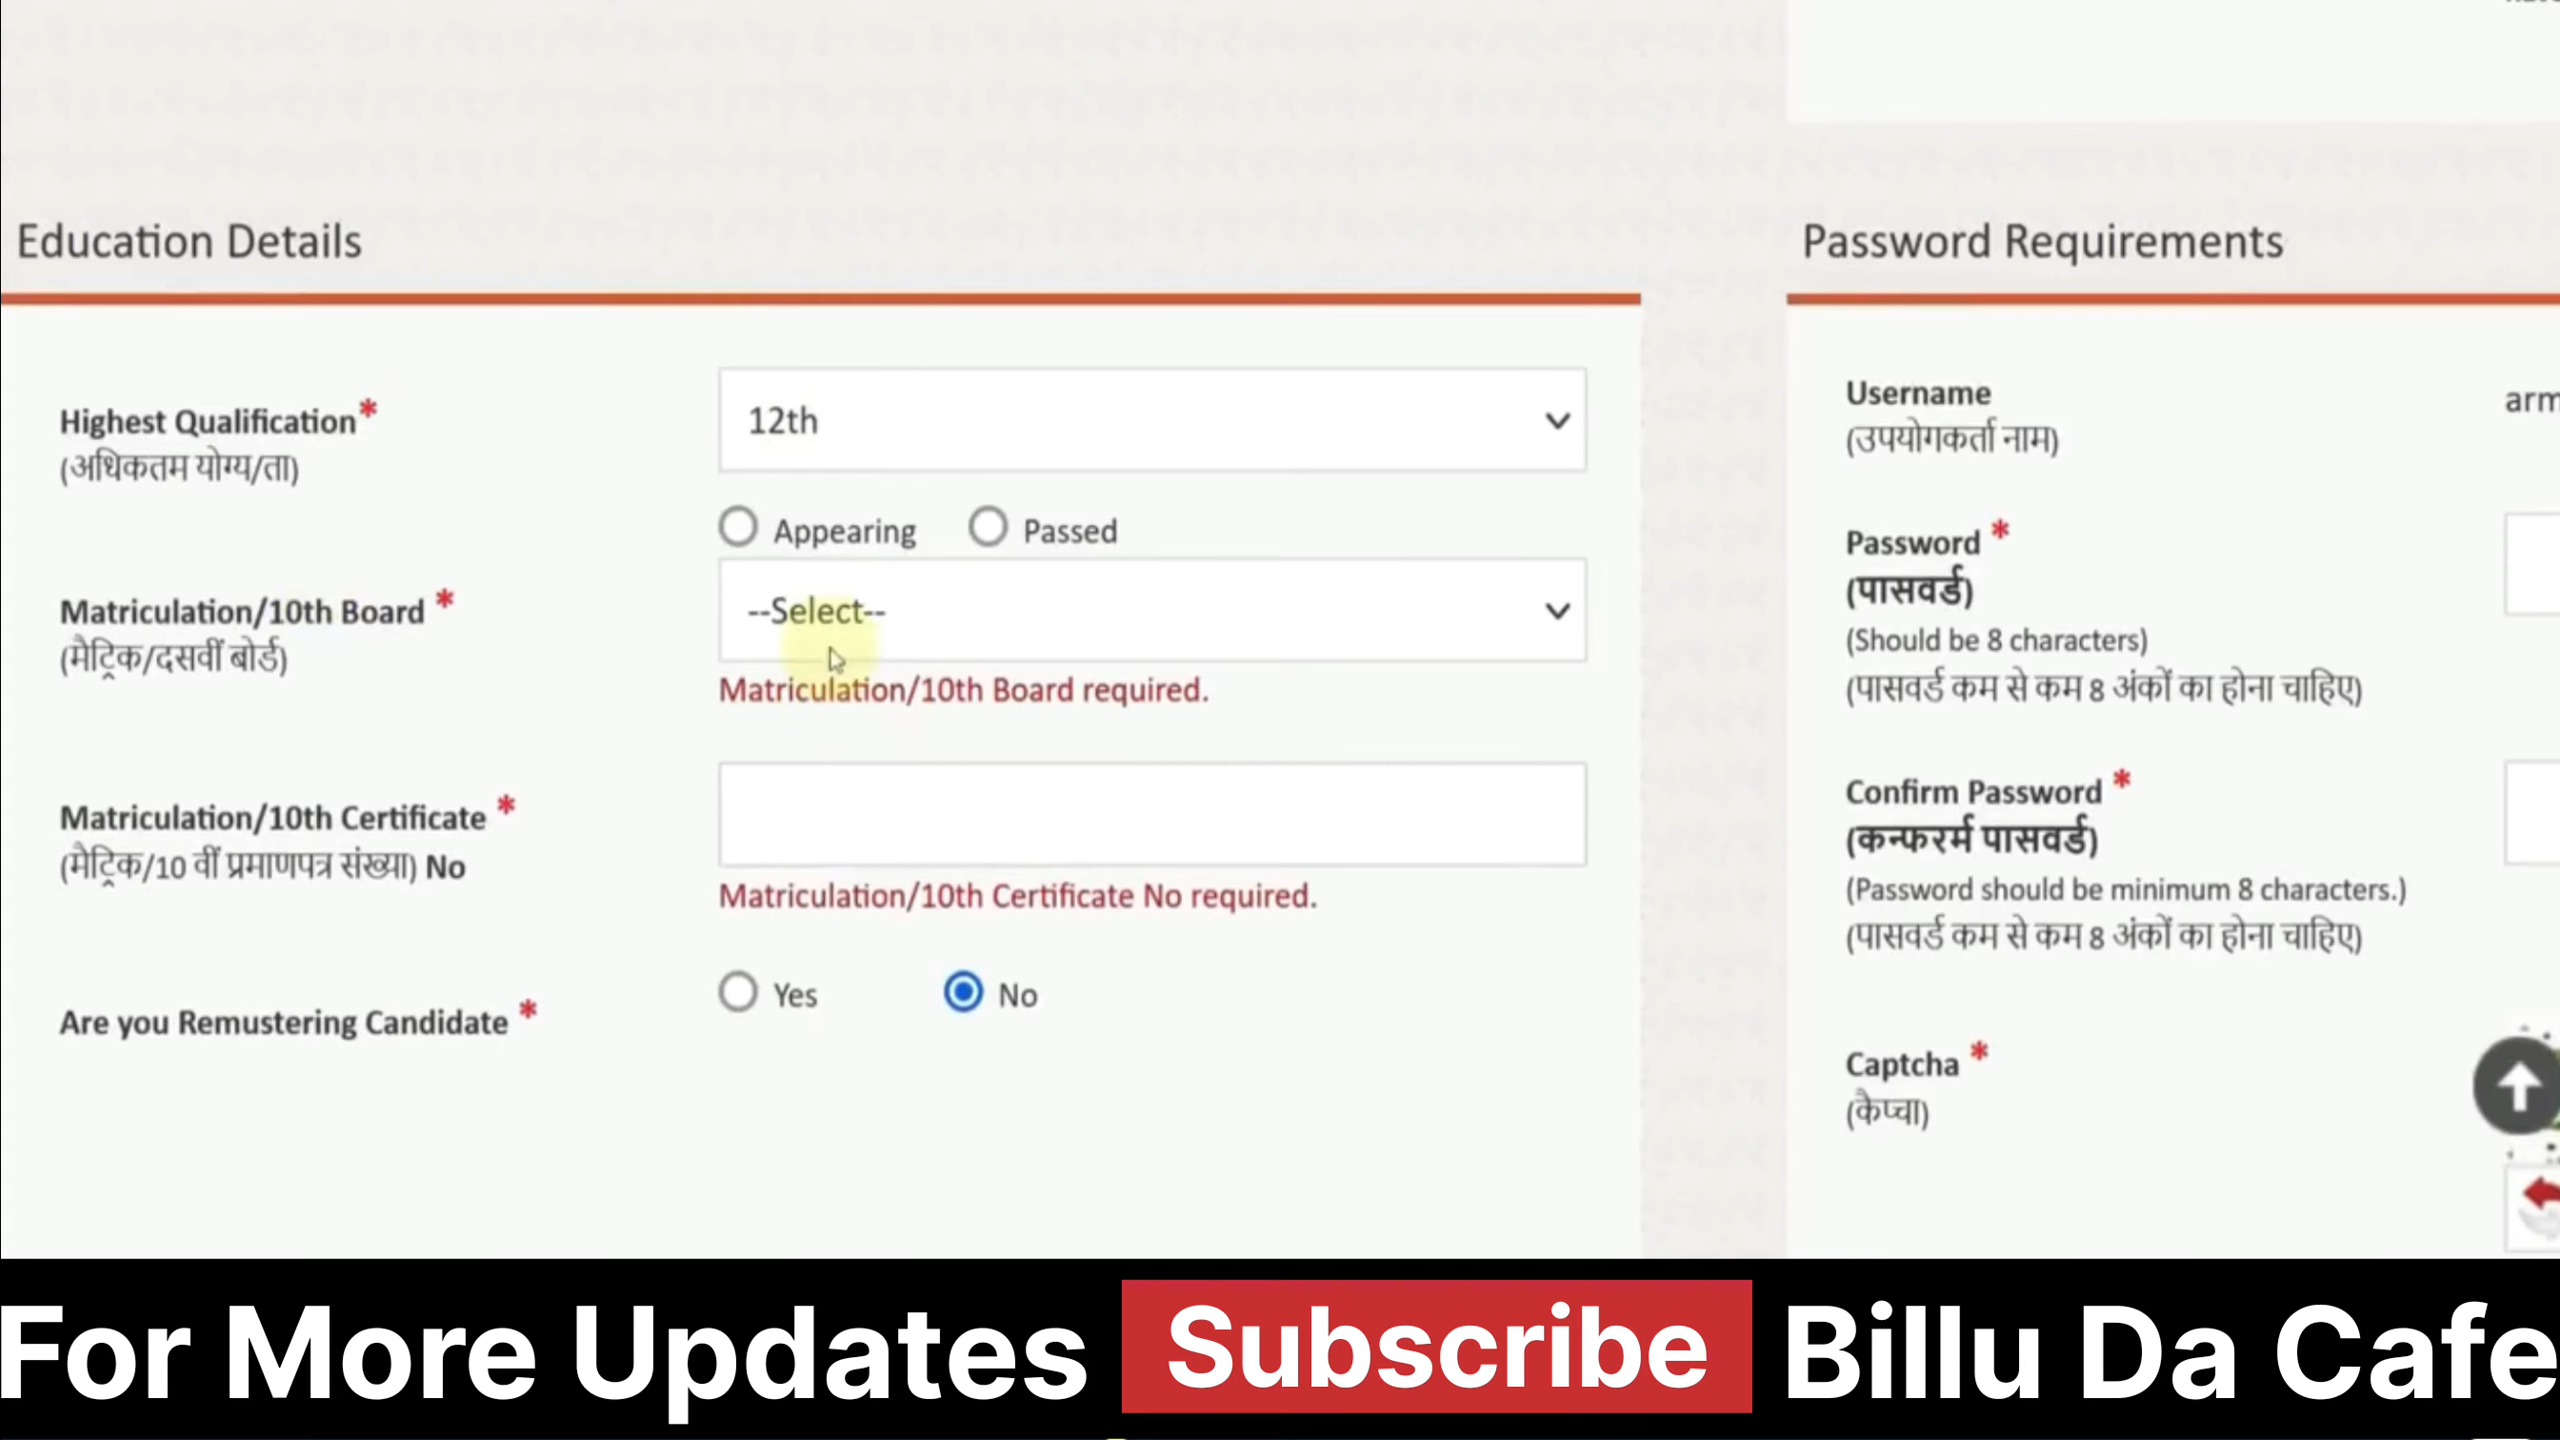 Education Details
Highest Qualification*
(अधिकतम योग्य/ता)
12th
Appearing
Passed
Matriculation/10th Board *
(मैट्रिक/दसवीं बोर्ड)
--Select--
Matriculation/10th Board required.
Matriculation/10th Certificate *
(मैट्रिक/10 वीं प्रमाणपत्र संख्या) No
Matriculation/10th Certificate No required.
Are you Remustering Candidate *
Yes
No
Password Requirements
Username
(उपयोगकर्ता नाम)
arm
Password *
(पासवर्ड)
(Should be 8 characters)
(पासवर्ड कम से कम 8 अंकों का होना चाहिए)
Confirm Password *
(कन्फरर्म पासवर्ड)
(Password should be minimum 8 characters.)
(पासवर्ड कम से कम 8 अंकों का होना चाहिए)
Captcha *
(कैप्चा)
For More Updates Subscribe Billu Da Cafe